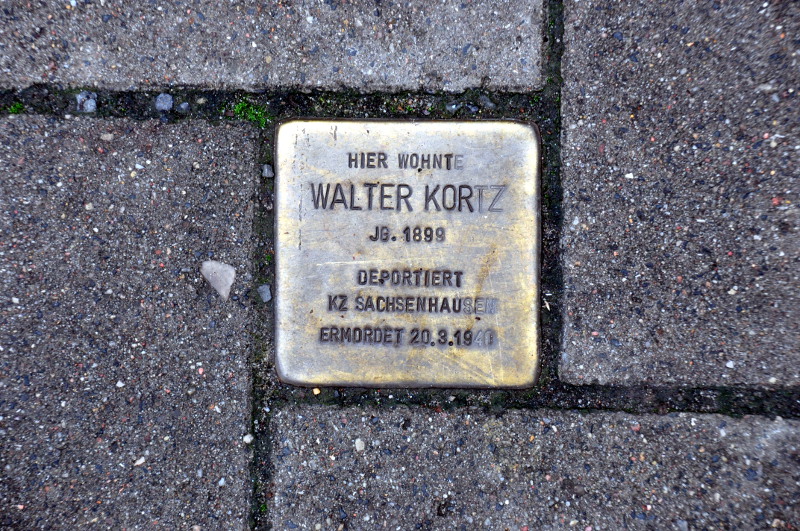 HIER WOHNTE
WALTER KORTZ
JG. 1899
DEPORTIERT
KZ SACHSENHAUSEN
ERMORDET 20.3.1940